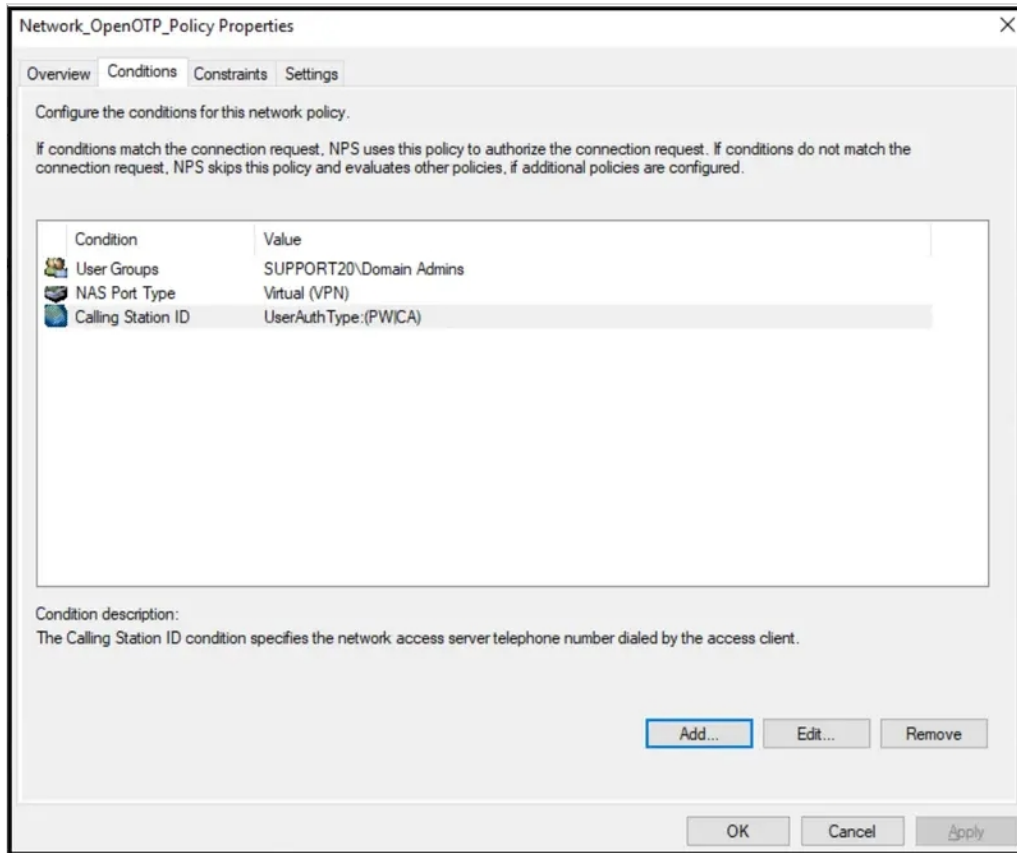 Network_OpenOTP_Policy Properties
Overview Conditions Constraints Settings
Configure the conditions for this network policy.
If conditions match the connection request, NPS uses this policy to authorize the connection request. If conditions do not match the
connection request, NPS skips this policy and evaluates other policies, if additional policies are configured.
Condition Value
User Groups SUPPORT20\Domain Admins
NAS Port Type Virtual (VPN)
Calling Station ID UserAuthType:(PW|CA)
Condition description:
The Calling Station ID condition specifies the network access server telephone number dialed by the access client.
Add... Edit... Remove
OK Cancel Apply